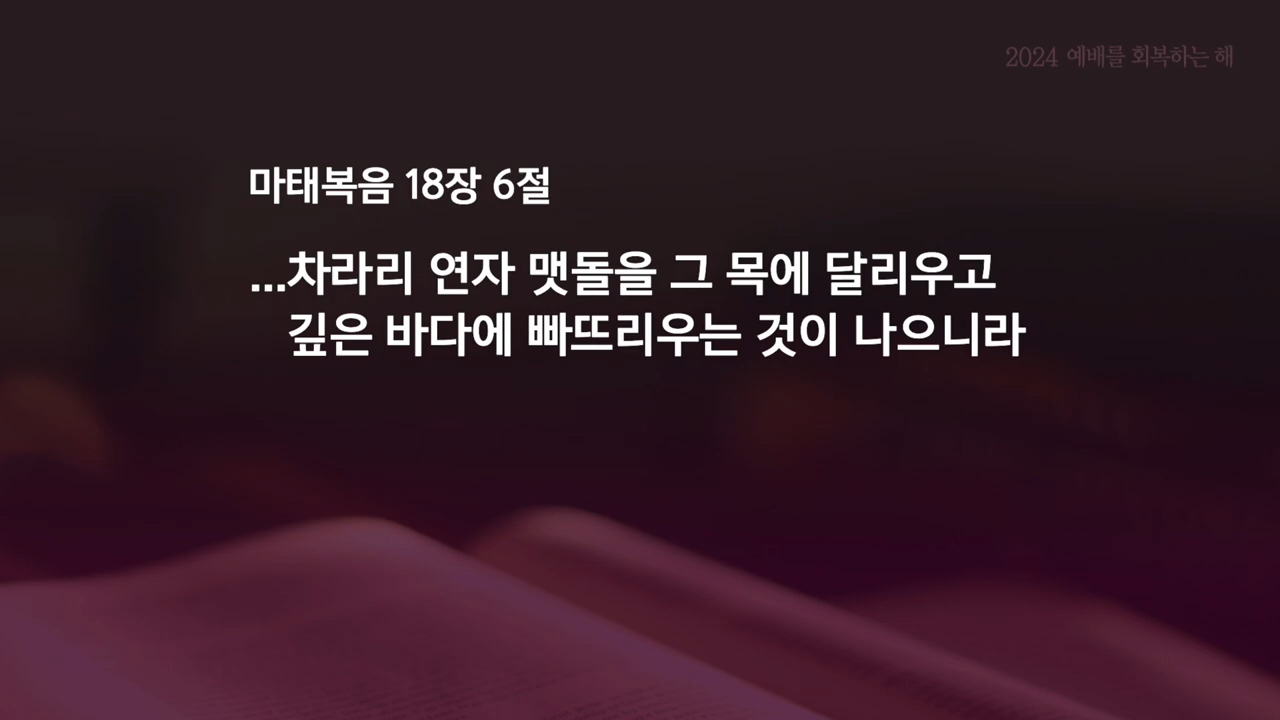 2024 예배를 회복하는 해
마태복음 18장 6절
...차라리 연자 맷돌을 그 목에 달리우고
깊은 바다에 빠뜨리우는 것이 나으니라